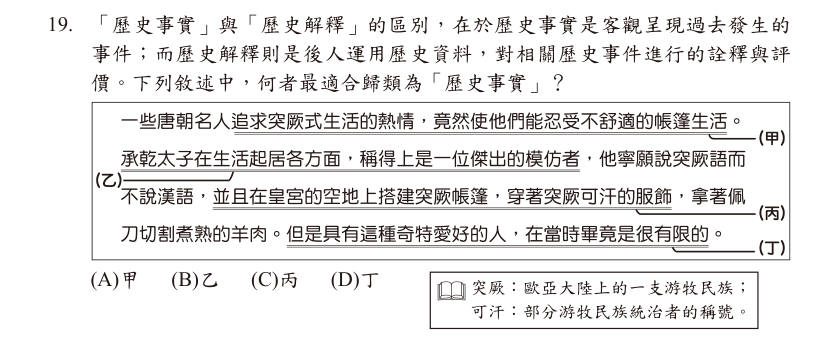 19. 「歷史事實」與「歷史解釋」的區別，在於歷史事實是客觀呈現過去發生的
事件；而歷史解釋則是後人運用歷史資料，對相關歷史事件進行的詮釋與評
價。下列敘述中，何者最適合歸類為「歷史事實」？
一些唐朝名人追求突厥式生活的熱情，竟然使他們能忍受不舒適的帳篷生活。
(甲)
承乾太子在生活起居各方面，稱得上是一位傑出的模仿者，他寧願說突厥語而
(乙)
不說漢語，並且在皇宮的空地上搭建突厥帳篷，穿著突厥可汗的服飾，拿著佩
(丙)
刀切割煮熟的羊肉。但是具有這種奇特愛好的人，在當時畢竟是很有限的。
(丁)
(A)甲 (B)乙 (C)丙 (D)丁
突厥：歐亞大陸上的一支游牧民族；
可汗：部分游牧民族統治者的稱號。